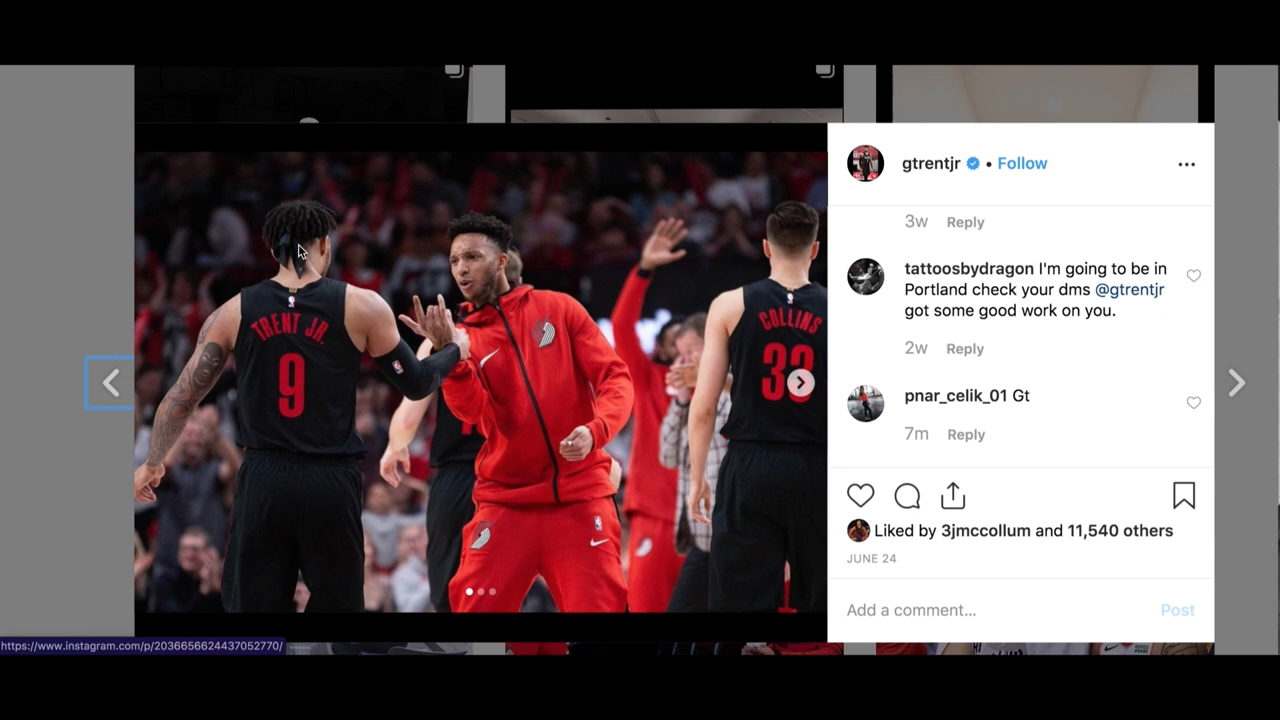 gtrentjr • Follow
3w Reply
tattoosbydragon I'm going to be in
Portland check your dms @gtrentjr
got some good work on you.
2w Reply
pnar_celik_01 Gt
7m Reply
Liked by 3jmccollum and 11,540 others
JUNE 24
Add a comment... Post
TRENT JR.
9
COLLINS
33
https://www.instagram.com/p/2036656624437052770/